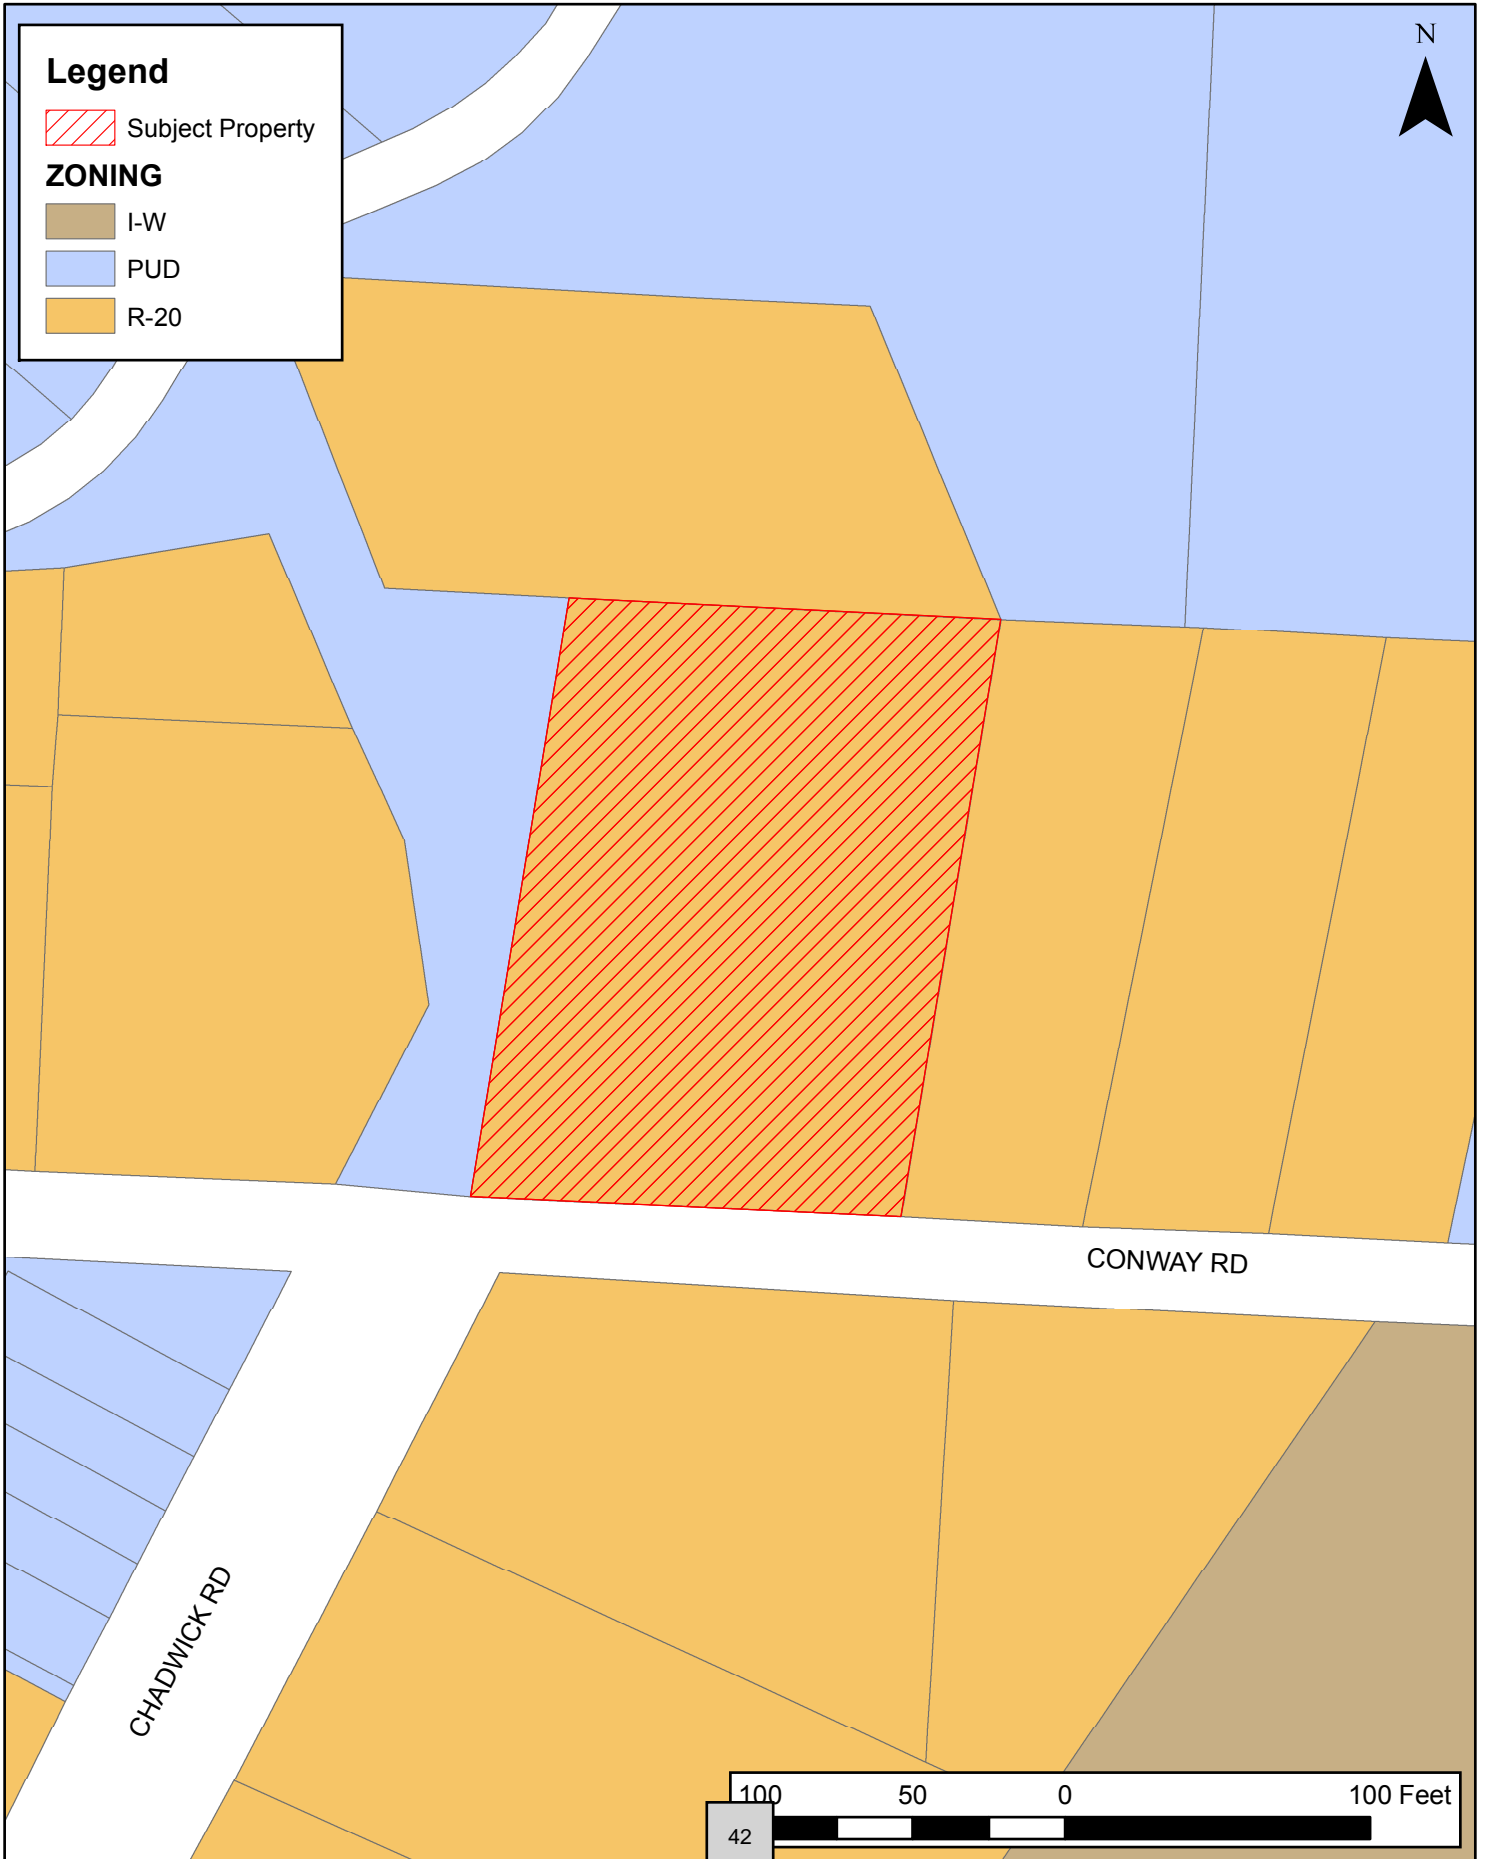 N
Legend
Subject Property
ZONING
I-W
PUD
R-20
CONWAY RD
CHADWICK RD
100 50 0 100 Feet
42